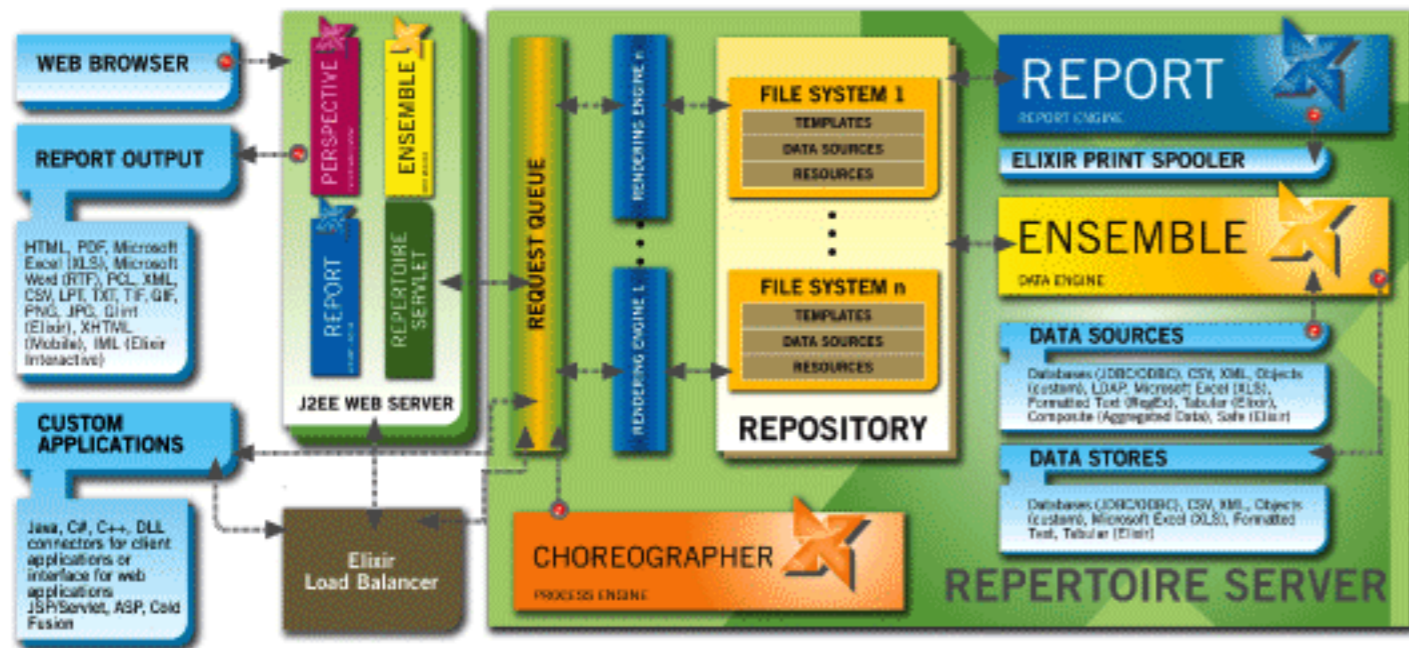 WEB BROWSER
REPORT OUTPUT
HTML, PDF, Microsoft
Excel (XLS), Microsoft
Word (RTF), PCL, XML,
CSV, LPT, TXT, TIF, GIF,
PNG, JPG, Glint
(Elixir), XHTML
(Mobile), IML (Elixir
Interactive)
CUSTOM
APPLICATIONS
Java, C#, C++, DLL
connectors for client
applications or
interface for web
applications
JSP/Servlet, ASP, Cold
Fusion
PERSPECTIVE
ENSEMBLE
REPORT
REPERTOIRE
SERVLET
J2EE WEB SERVER
Elixir
Load Balancer
REQUEST QUEUE
RENDERING ENGINE n
RENDERING ENGINE 1
FILE SYSTEM 1
TEMPLATES
DATA SOURCES
RESOURCES
FILE SYSTEM n
TEMPLATES
DATA SOURCES
RESOURCES
REPOSITORY
CHOREOGRAPHER
PROCESS ENGINE
REPORT
REPORT ENGINE
ELIXIR PRINT SPOOLER
ENSEMBLE
DATA ENGINE
DATA SOURCES
Databases (JDBC/ODBC), CSV, XML, Objects
(custom), LDAP, Microsoft Excel (XLS),
Formatted Text (RegEx), Tabular (Elixir),
Composite (Aggregated Data), Safe (Elixir)
DATA STORES
Databases (JDBC/ODBC), CSV, XML, Objects
(custom), Microsoft Excel (XLS), Formatted
Text, Tabular (Elixir)
REPERTOIRE SERVER